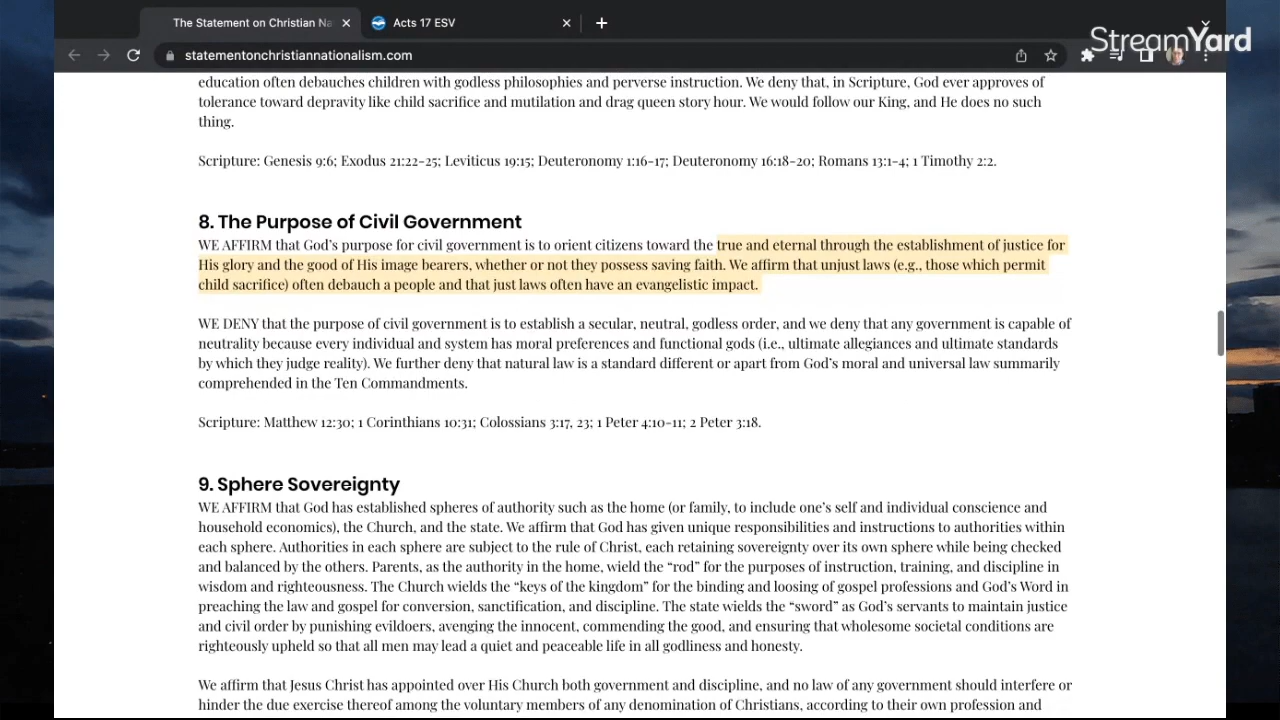 The Statement on Christian Na
Acts 17 ESV
StreamYard
statementonchristiannationalism.com
education often debauches children with godless philosophies and perverse instruction. We deny that, in Scripture, God ever approves of
tolerance toward depravity like child sacrifice and mutilation and drag queen story hour. We would follow our King, and He does no such
thing.
Scripture: Genesis 9:6; Exodus 21:22-25; Leviticus 19:15; Deuteronomy 1:16-17; Deuteronomy 16:18-20; Romans 13:1-4; 1 Timothy 2:2.
8. The Purpose of Civil Government
WE AFFIRM that God's purpose for civil government is to orient citizens toward the true and eternal through the establishment of justice for
His glory and the good of His image bearers, whether or not they possess saving faith. We affirm that unjust laws (e.g., those which permit
child sacrifice) often debauch a people and that just laws often have an evangelistic impact.
WE DENY that the purpose of civil government is to establish a secular, neutral, godless order, and we deny that any government is capable of
neutrality because every individual and system has moral preferences and functional gods (i.e., ultimate allegiances and ultimate standards
by which they judge reality). We further deny that natural law is a standard different or apart from God's moral and universal law summarily
comprehended in the Ten Commandments.
Scripture: Matthew 12:30; 1 Corinthians 10:31; Colossians 3:17, 23; 1 Peter 4:10-11; 2 Peter 3:18.
9. Sphere Sovereignty
WE AFFIRM that God has established spheres of authority such as the home (or family, to include one's self and individual conscience and
household economics), the Church, and the state. We affirm that God has given unique responsibilities and instructions to authorities within
each sphere. Authorities in each sphere are subject to the rule of Christ, each retaining sovereignty over its own sphere while being checked
and balanced by the others. Parents, as the authority in the home, wield the "rod" for the purposes of instruction, training, and discipline in
wisdom and righteousness. The Church wields the "keys of the kingdom" for the binding and loosing of gospel professions and God's Word in
preaching the law and gospel for conversion, sanctification, and discipline. The state wields the "sword" as God's servants to maintain justice
and civil order by punishing evildoers, avenging the innocent, commending the good, and ensuring that wholesome societal conditions are
righteously upheld so that all men may lead a quiet and peaceable life in all godliness and honesty.
We affirm that Jesus Christ has appointed over His Church both government and discipline, and no law of any government should interfere or
hinder the due exercise thereof among the voluntary members of any denomination of Christians, according to their own profession and